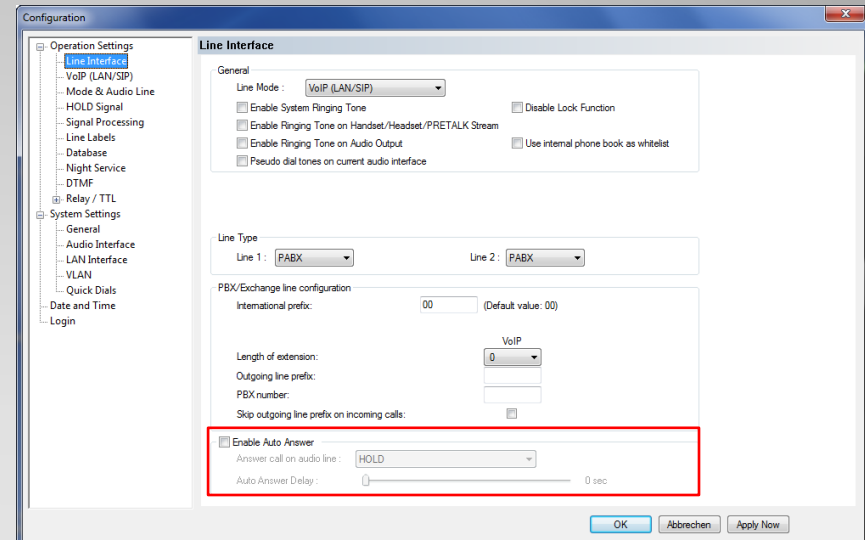 Configuration
Operation Settings
Line Interface
VoIP (LAN/SIP)
Mode & Audio Line
HOLD Signal
Signal Processing
Line Labels
Database
Night Service
DTMF
Relay / TTL
System Settings
General
Audio Interface
LAN Interface
VLAN
Quick Dials
Date and Time
Login
Line Interface
General
Line Mode : VoIP (LAN/SIP)
Enable System Ringing Tone Disable Lock Function
Enable Ringing Tone on Handset/Headset/PRETALK Stream
Enable Ringing Tone on Audio Output Use internal phone book as whitelist
Pseudo dial tones on current audio interface
Line Type
Line 1 : PABX Line 2 : PABX
PBX/Exchange line configuration
International prefix: 00 (Default value: 00)
VoIP
Length of extension: 0
Outgoing line prefix:
PBX number:
Skip outgoing line prefix on incoming calls:
Enable Auto Answer
Answer call on audio line : HOLD
Auto Answer Delay : 0 sec
OK Abbrechen Apply Now